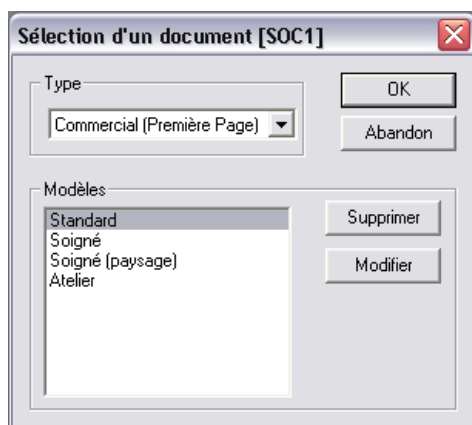 Sélection d'un document [SOC1]
Type
Commercial (Première Page)
OK
Abandon
Modèles
Standard
Soigné
Soigné (paysage)
Atelier
Supprimer
Modifier